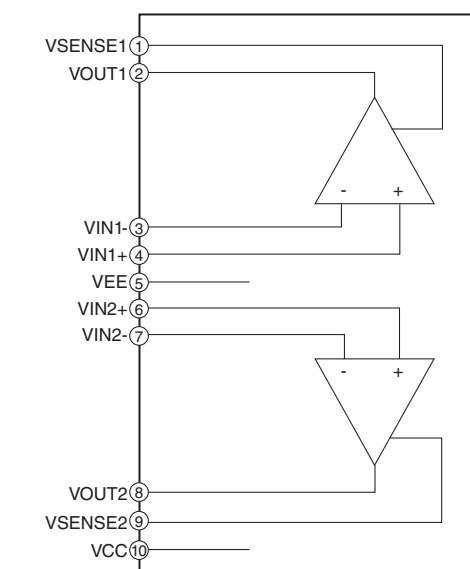 VSENSE1 1
VOUT1 2
- +
VIN1- 3
VIN1+ 4
VEE 5
VIN2+ 6
VIN2- 7
- +
VOUT2 8
VSENSE2 9
VCC 10